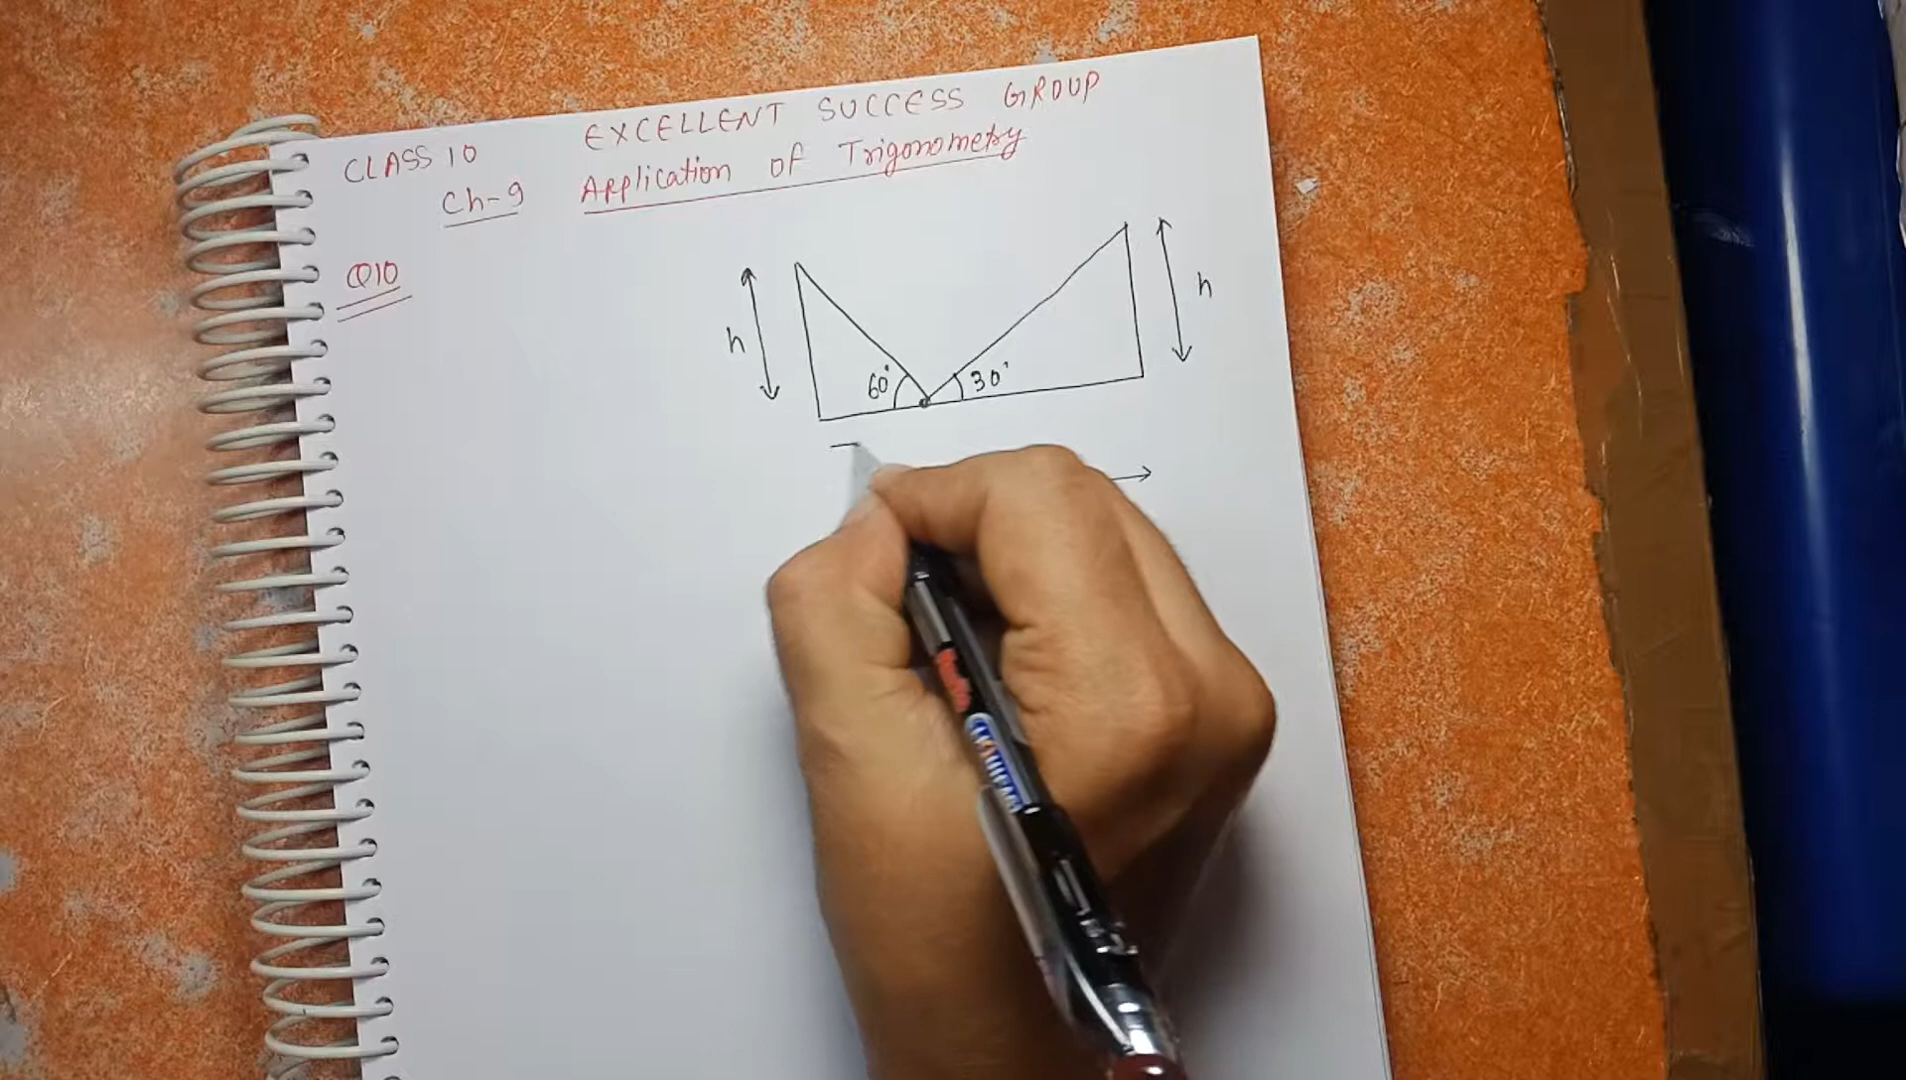 EXCELLENT SUCCESS GROUP
CLASS 10
Ch-9 Application of Trigonometry
Q10
h
h
60°
30°